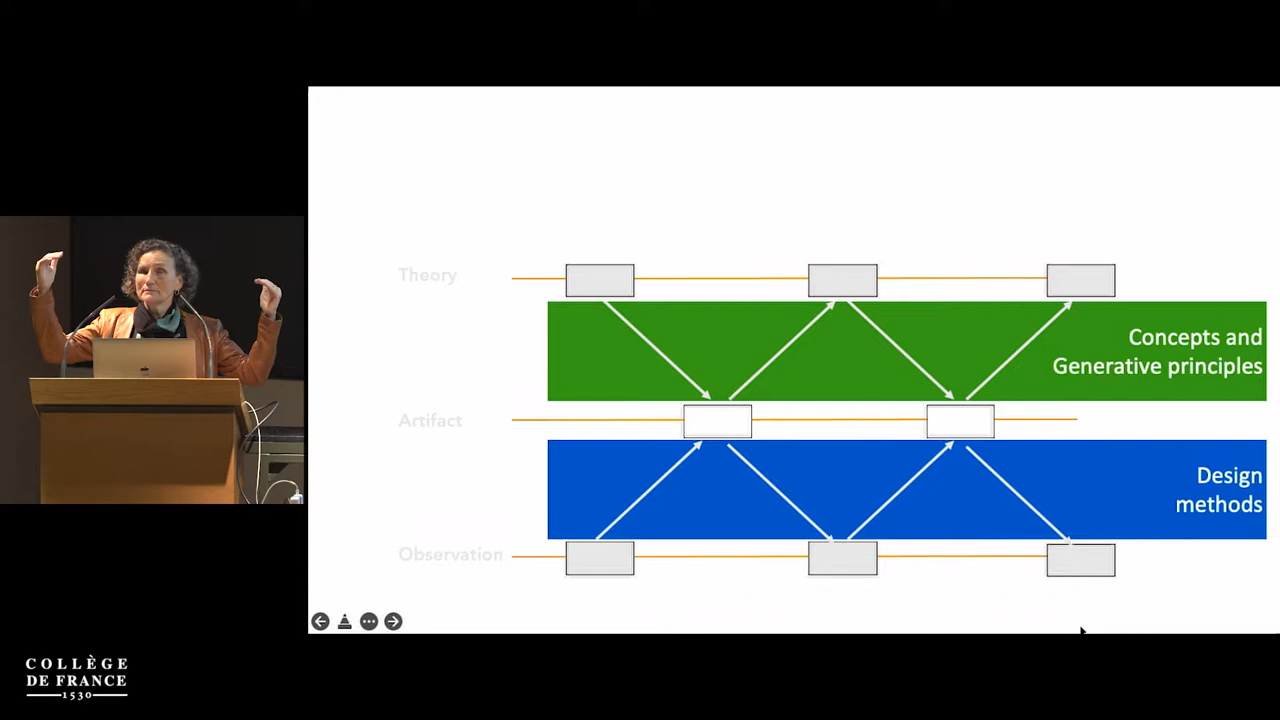 Theory
Concepts and
Generative principles
Artifact
Design
methods
Observation
COLLÈGE
DE FRANCE
1530